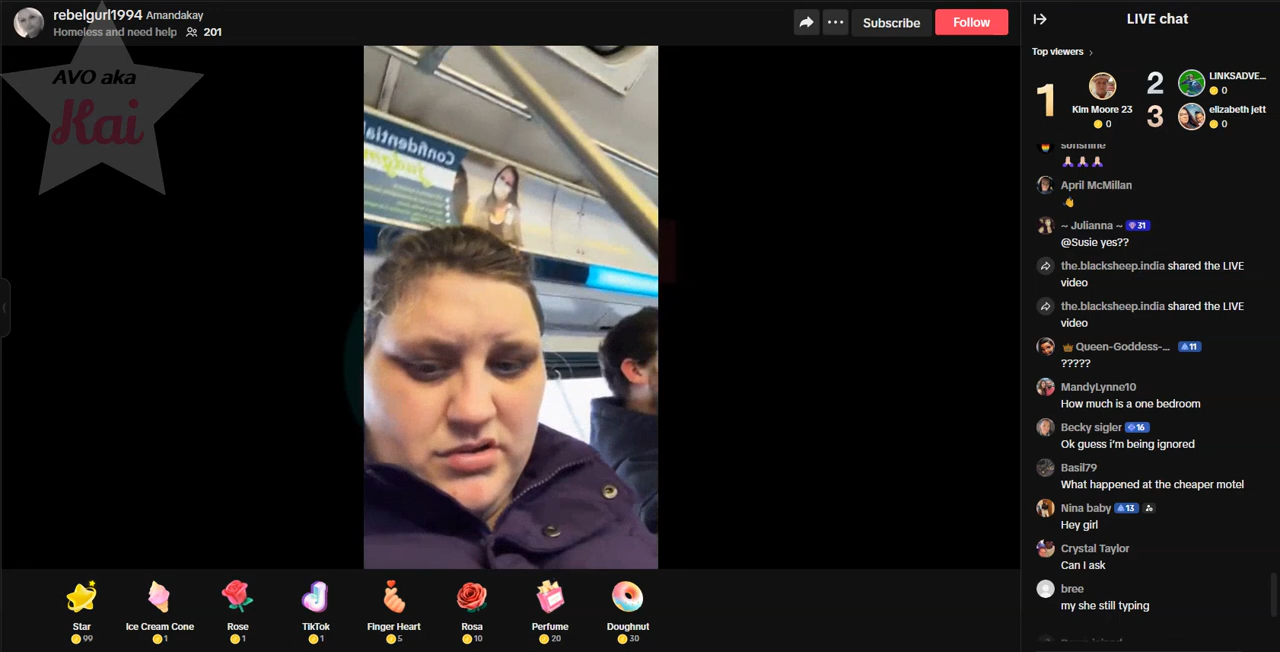 rebelgurl1994 Amandakay
Homeless and need help 201
Subscribe
Follow
AVO aka
Kai
Confidential
Judgm
Star
99
Ice Cream Cone
1
Rose
1
TikTok
1
Finger Heart
5
Rosa
10
Perfume
20
Doughnut
30
LIVE chat
Top viewers
1
Kim Moore 23
0
2
LINKSADVE...
0
3
elizabeth jett
0
sunshine
April McMillan
~ Julianna ~ 31
@Susie yes??
the.blacksheep.india shared the LIVE
video
the.blacksheep.india shared the LIVE
video
Queen-Goddess-... 11
?????
MandyLynne10
How much is a one bedroom
Becky sigler 16
Ok guess i'm being ignored
Basil79
What happened at the cheaper motel
Nina baby 13
Hey girl
Crystal Taylor
Can I ask
bree
my she still typing